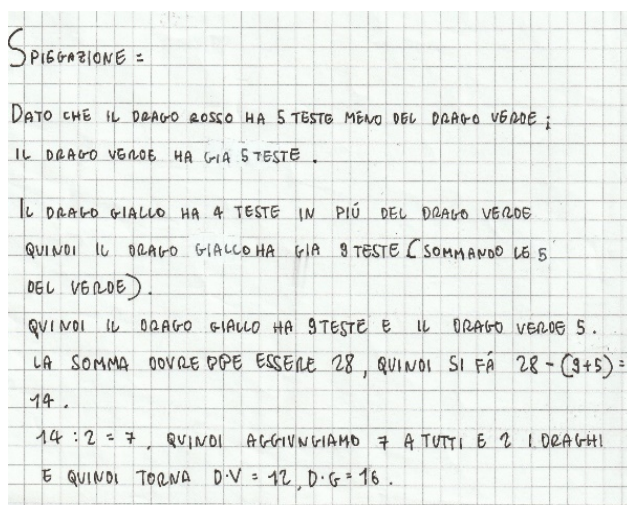 SPIEGAZIONE =
DATO CHE IL DRAGO ROSSO HA 5 TESTE MENO DEL DRAGO VERDE ;
IL DRAGO VERDE HA GIA 5 TESTE .
IL DRAGO GIALLO HA 4 TESTE IN PIÚ DEL DRAGO VERDE
QUINDI IL DRAGO GIALLO HA GIA 9 TESTE ( SOMMANDO LE 5
DEL VERDE ) .
QUINDI IL DRAGO GIALLO HA 9 TESTE E IL DRAGO VERDE 5 .
LA SOMMA DOVREPPE ESSERE 28 , QUINDI SI FÁ 28 - (9+5) =
14 .
14 : 2 = 7 , QUINDI AGGIUNGIAMO 7 A TUTTI E 2 I DRAGHI
E QUINDI TORNA D.V = 12, D.G = 16 .